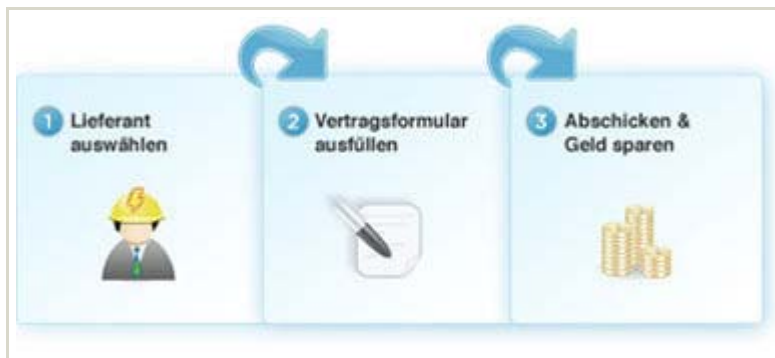 1 Lieferant
auswählen
2 Vertragsformular
ausfüllen
3 Abschicken &
Geld sparen